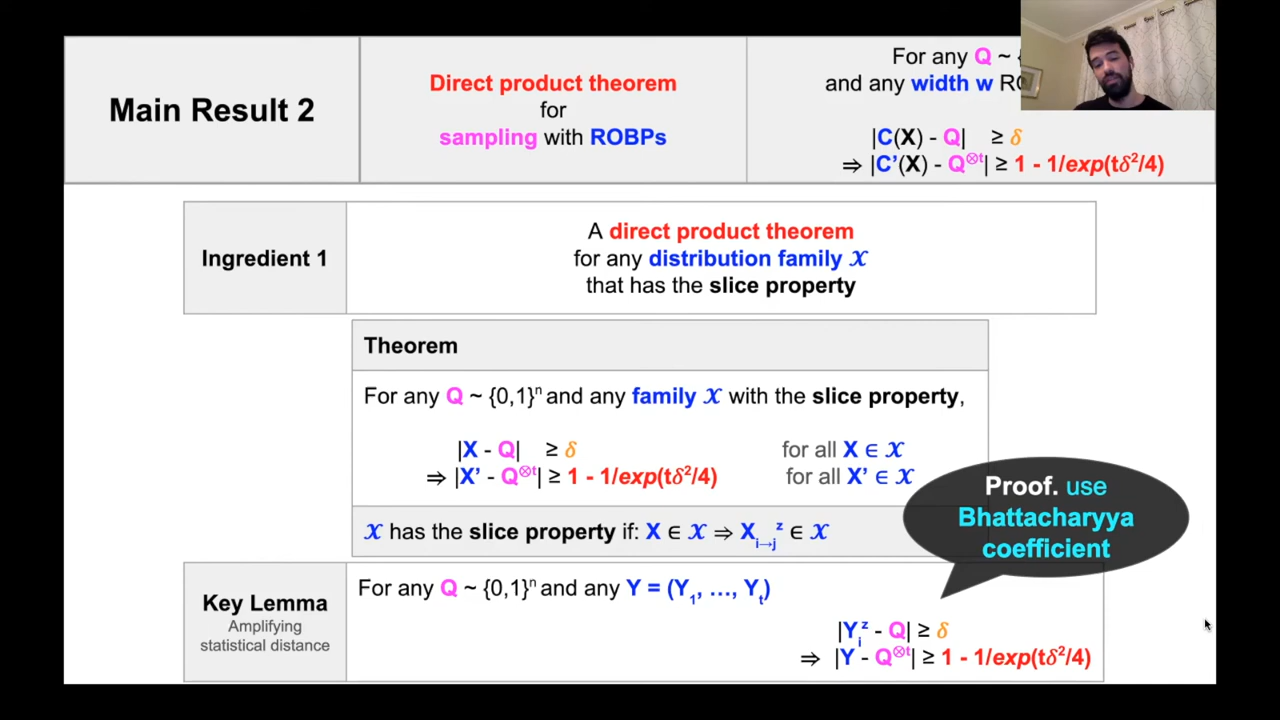 Main Result 2
Direct product theorem
for
sampling with ROBPs
For any Q ~ {
and any width w RO
|C(X) - Q| ≥ δ
⇒ |C'(X) - Q⊗t| ≥ 1 - 1/exp(tδ²/4)
Ingredient 1
A direct product theorem
for any distribution family 𝒳
that has the slice property
Theorem
For any Q ~ {0,1}ⁿ and any family 𝒳 with the slice property,
|X - Q| ≥ δ for all X ∈ 𝒳
⇒ |X' - Q⊗t| ≥ 1 - 1/exp(tδ²/4) for all X' ∈ 𝒳
𝒳 has the slice property if: X ∈ 𝒳 ⇒ X_{i→j}^z ∈ 𝒳
Proof. use
Bhattacharyya
coefficient
Key Lemma
Amplifying
statistical distance
For any Q ~ {0,1}ⁿ and any Y = (Y₁, …, Yₜ)
|Y_i^z - Q| ≥ δ
⇒ |Y - Q⊗t| ≥ 1 - 1/exp(tδ²/4)